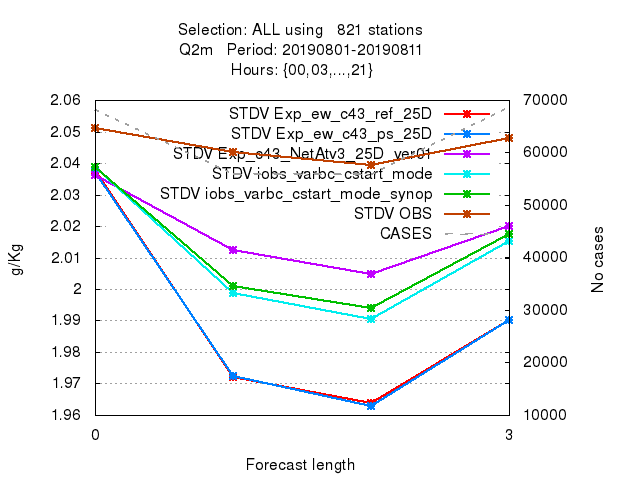 Selection: ALL using   821 stations
Q2m   Period: 20190801-20190811
Hours: {00,03,...,21}
STDV Exp_ew_c43_ref_25D
STDV Exp_ew_c43_ps_25D
STDV Exp_c43_NetAtv3_25D_ver01
STDV iobs_varbc_cstart_mode
STDV iobs_varbc_cstart_mode_synop
STDV OBS
CASES
2.06
2.05
2.04
2.03
2.02
2.01
2
1.99
1.98
1.97
1.96
g/Kg
70000
60000
50000
40000
30000
20000
10000
No cases
0
3
Forecast length